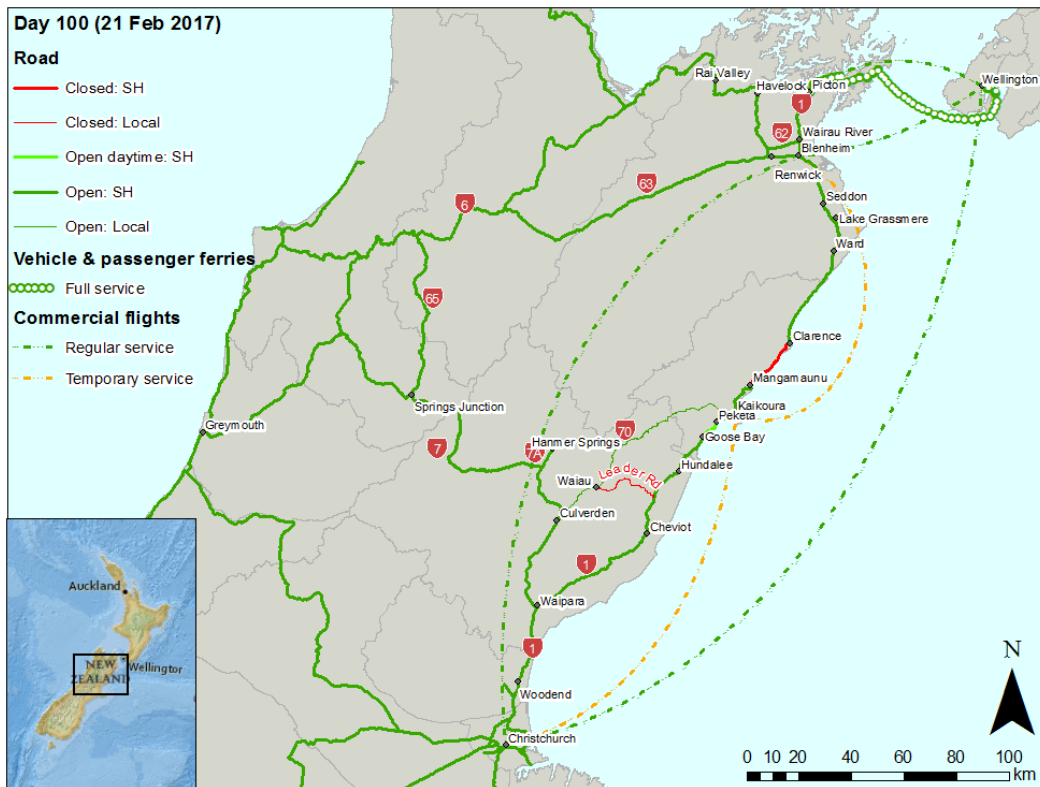 Day 100 (21 Feb 2017)
Road
Closed: SH
Closed: Local
Open daytime: SH
Open: SH
Open: Local
Vehicle & passenger ferries
Full service
Commercial flights
Regular service
Temporary service
Rai Valley
Havelock
Picton
Wellington
1
62
Wairau River
Blenheim
Renwick
63
6
Seddon
Lake Grassmere
Ward
65
Clarence
Mangamaunu
Springs Junction
Kaikoura
Peketa
Greymouth
70
Goose Bay
7
7A
Hanmer Springs
Hundalee
Waiau
Leader Rd
Culverden
Cheviot
1
Waipara
1
Woodend
Christchurch
Auckland
Wellington
NEW
ZEALAND
N
0 10 20 40 60 80 100
km